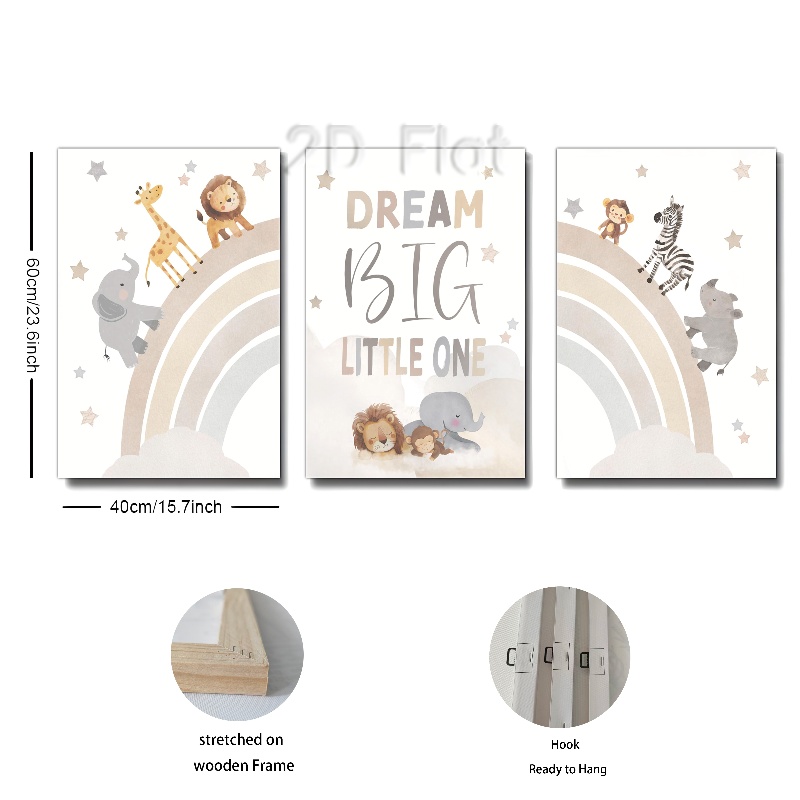 2D Flat
DREAM
BIG
LITTLE ONE
60cm/23.6inch
40cm/15.7inch
stretched on
wooden Frame
Hook
Ready to Hang